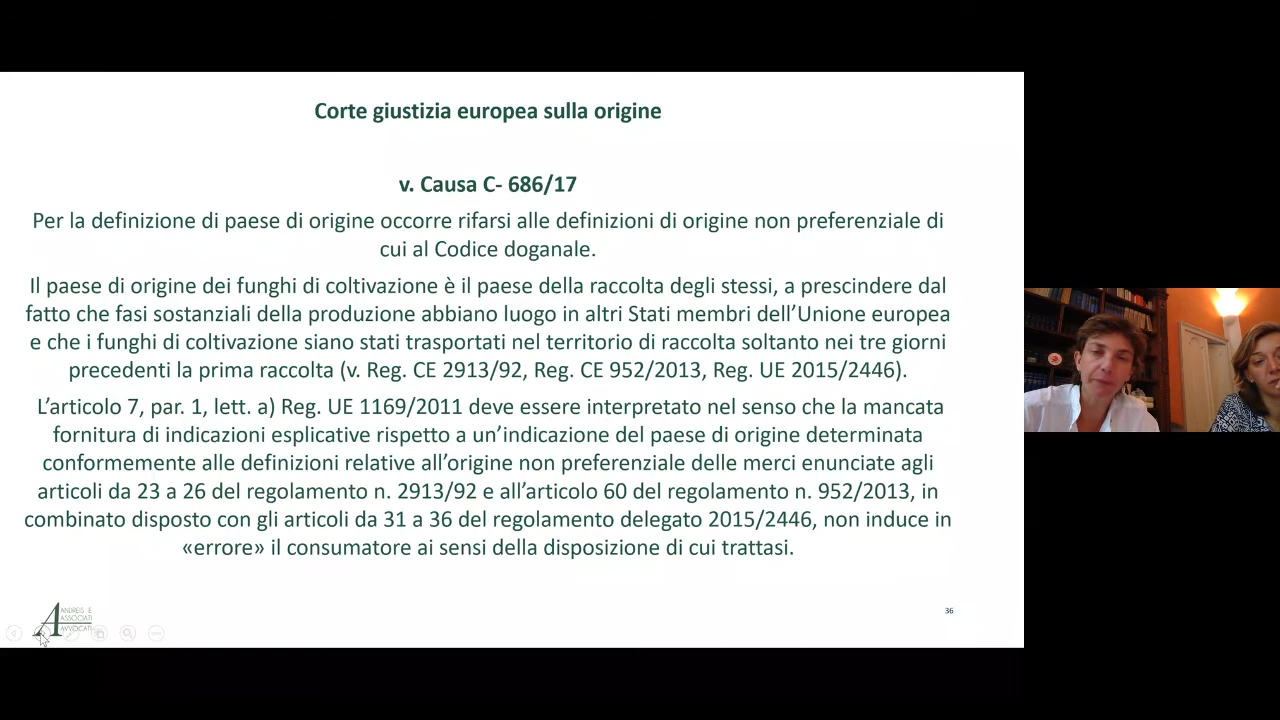 Corte giustizia europea sulla origine
v. Causa C- 686/17
Per la definizione di paese di origine occorre rifarsi alle definizioni di origine non preferenziale di
cui al Codice doganale.
Il paese di origine dei funghi di coltivazione è il paese della raccolta degli stessi, a prescindere dal
fatto che fasi sostanziali della produzione abbiano luogo in altri Stati membri dell’Unione europea
e che i funghi di coltivazione siano stati trasportati nel territorio di raccolta soltanto nei tre giorni
precedenti la prima raccolta (v. Reg. CE 2913/92, Reg. CE 952/2013, Reg. UE 2015/2446).
L’articolo 7, par. 1, lett. a) Reg. UE 1169/2011 deve essere interpretato nel senso che la mancata
fornitura di indicazioni esplicative rispetto a un’indicazione del paese di origine determinata
conformemente alle definizioni relative all’origine non preferenziale delle merci enunciate agli
articoli da 23 a 26 del regolamento n. 2913/92 e all’articolo 60 del regolamento n. 952/2013, in
combinato disposto con gli articoli da 31 a 36 del regolamento delegato 2015/2446, non induce in
«errore» il consumatore ai sensi della disposizione di cui trattasi.
A ANDREIS E
ASSOCIATI
AVVOCATI
36